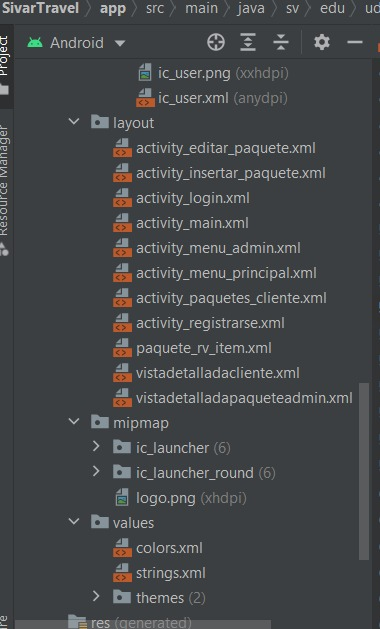 SivarTravel > app > src > main > java > sv > edu > ud
Android
Project
Resource Manager
ic_user.png (xxhdpi)
ic_user.xml (anydpi)
layout
activity_editar_paquete.xml
activity_insertar_paquete.xml
activity_login.xml
activity_main.xml
activity_menu_admin.xml
activity_menu_principal.xml
activity_paquetes_cliente.xml
activity_registrarse.xml
paquete_rv_item.xml
vistadetalladacliente.xml
vistadetalladapaqueteadmin.xml
mipmap
ic_launcher (6)
ic_launcher_round (6)
logo.png (xhdpi)
values
colors.xml
strings.xml
themes (2)
res (generated)